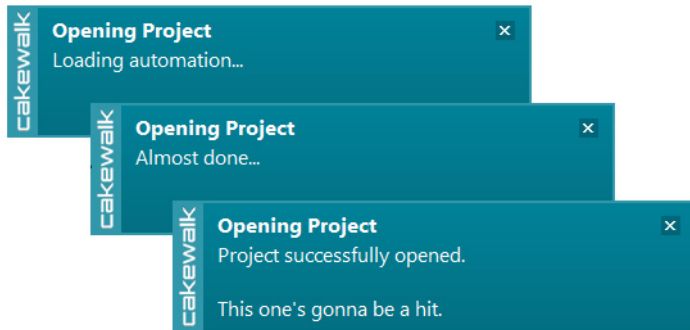 cakewalk
Opening Project
Loading automation...
cakewalk
Opening Project
Almost done...
cakewalk
Opening Project
Project successfully opened.
This one's gonna be a hit.